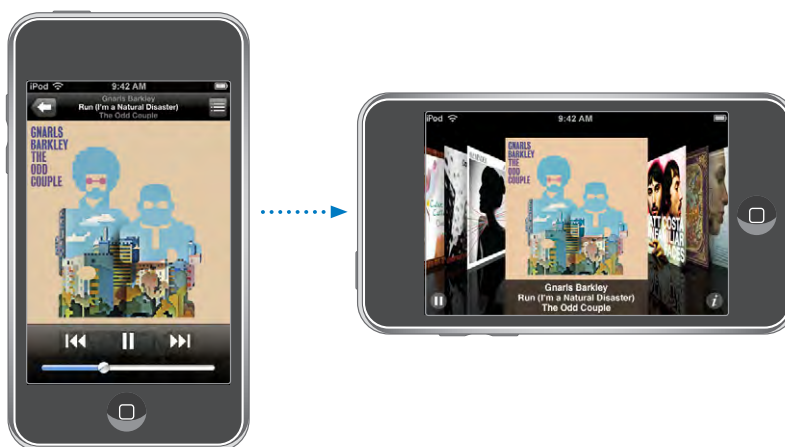 iPod 9:42 AM
Gnarls Barkley
Run (I'm a Natural Disaster)
The Odd Couple
GNARLS
BARKLEY
THE
ODD
COUPLE
iPod 9:42 AM
GNARLS
BARKLEY
THE
ODD
COUPLE
Gnarls Barkley
Run (I'm a Natural Disaster)
The Odd Couple
i